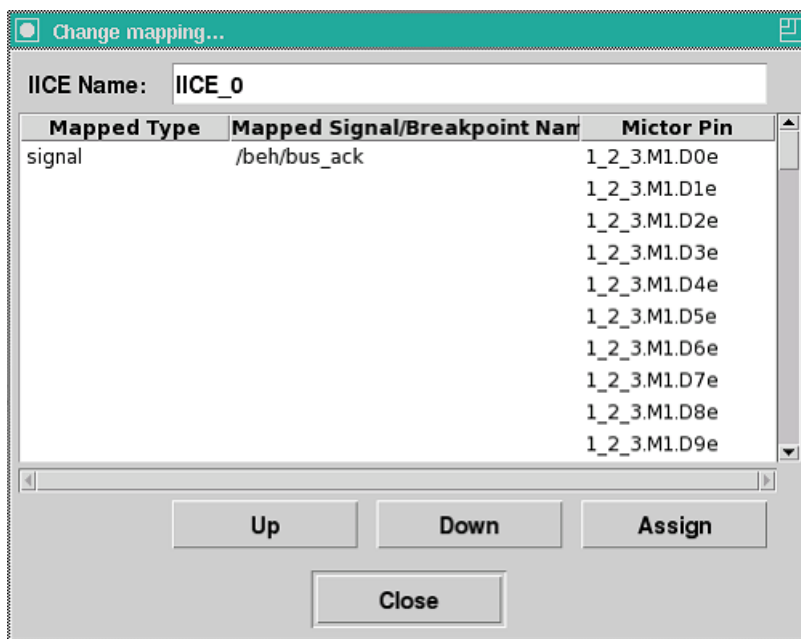 Change mapping...
IICE Name: IICE_0
Mapped Type Mapped Signal/Breakpoint Nam Mictor Pin
signal /beh/bus_ack 1_2_3.M1.D0e
1_2_3.M1.D1e
1_2_3.M1.D2e
1_2_3.M1.D3e
1_2_3.M1.D4e
1_2_3.M1.D5e
1_2_3.M1.D6e
1_2_3.M1.D7e
1_2_3.M1.D8e
1_2_3.M1.D9e
Up Down Assign
Close